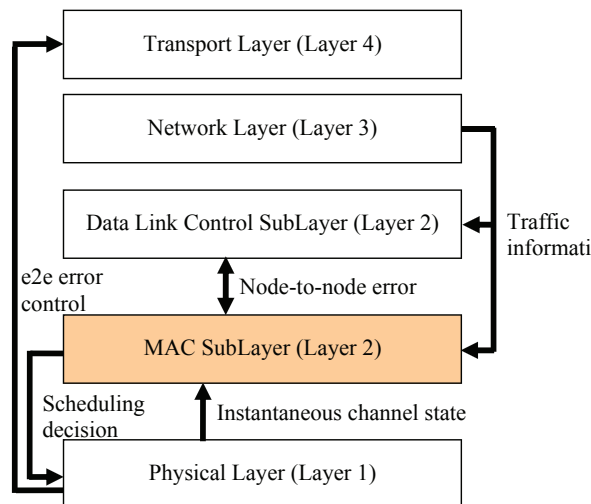 Transport Layer (Layer 4)
Network Layer (Layer 3)
Data Link Control SubLayer (Layer 2)
Traffic
informati
e2e error
control
Node-to-node error
MAC SubLayer (Layer 2)
Scheduling
decision
Instantaneous channel state
Physical Layer (Layer 1)